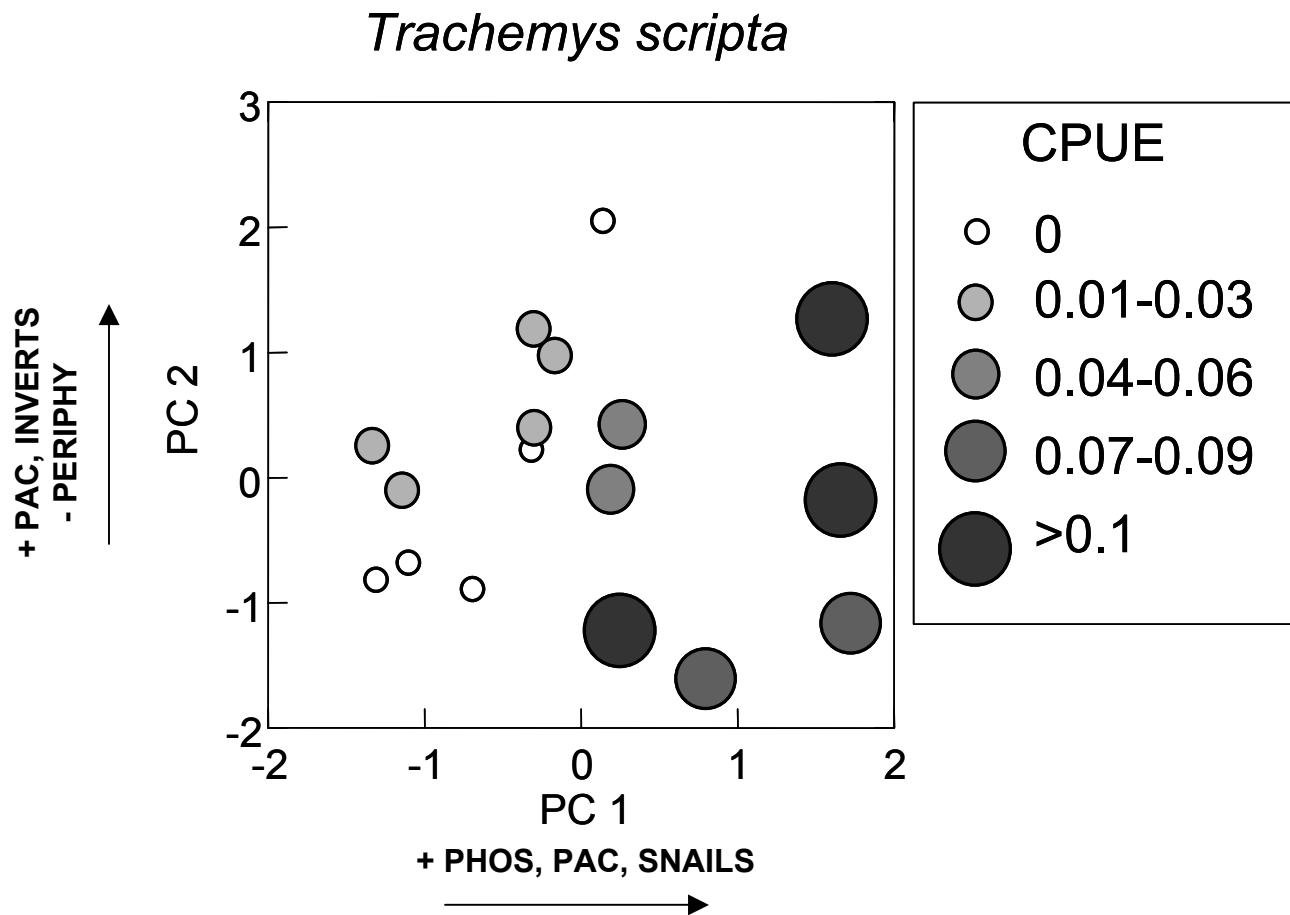 Trachemys scripta
3
2
1
0
-1
-2
-2
-1
0
1
2
PC 2
+ PAC, INVERTS
- PERIPHY
PC 1
+ PHOS, PAC, SNAILS
CPUE
0
0.01-0.03
0.04-0.06
0.07-0.09
>0.1